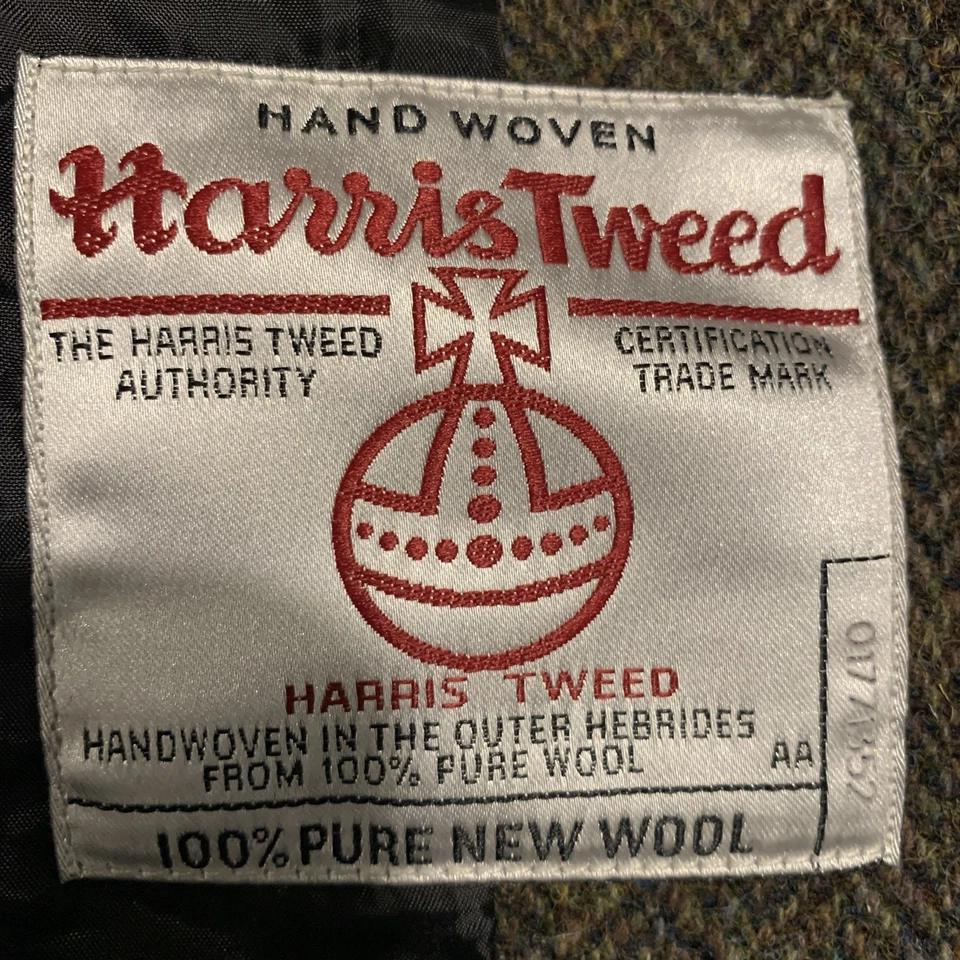 HAND WOVEN
Harris Tweed
THE HARRIS TWEED
AUTHORITY
CERTIFICATION
TRADE MARK
HARRIS TWEED
HANDWOVEN IN THE OUTER HEBRIDES
FROM 100% PURE WOOL
AA
100% PURE NEW WOOL